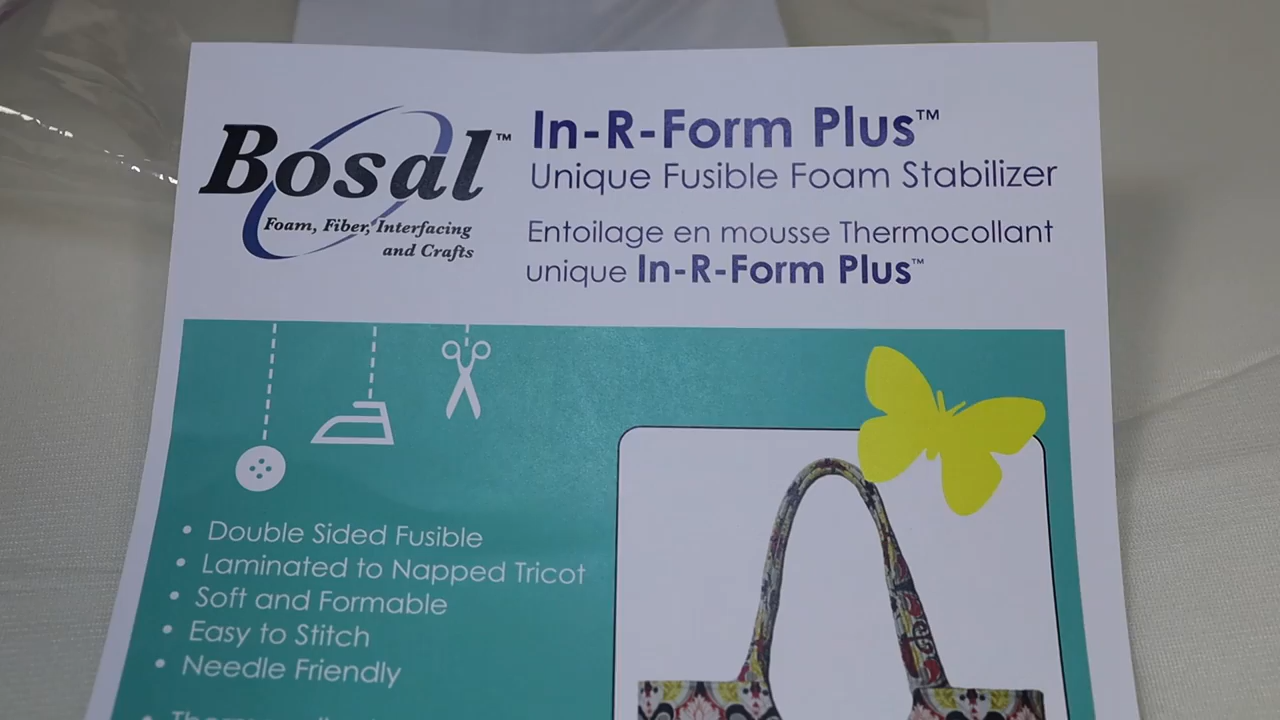 Bosal™
Foam, Fiber, Interfacing
and Crafts
In-R-Form Plus™
Unique Fusible Foam Stabilizer
Entoilage en mousse Thermocollant
unique In-R-Form Plus™
• Double Sided Fusible
• Laminated to Napped Tricot
• Soft and Formable
• Easy to Stitch
• Needle Friendly